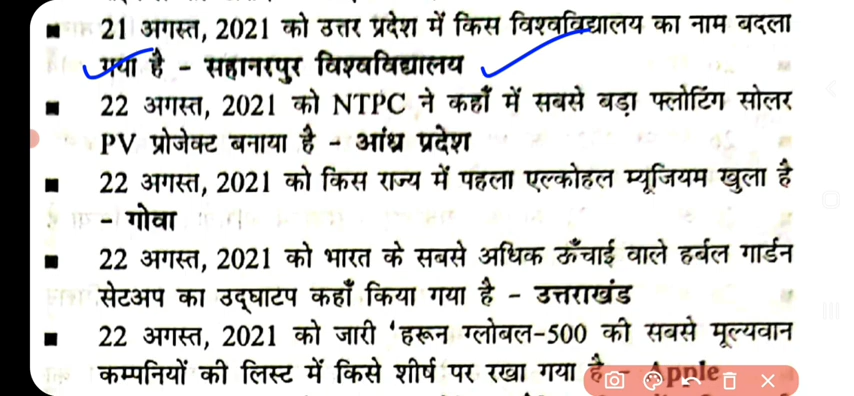 21 अगस्त, 2021 को उत्तर प्रदेश में किस विश्वविद्यालय का नाम बदला
गया है - सहानरपुर विश्वविद्यालय
22 अगस्त, 2021 को NTPC ने कहाँ में सबसे बड़ा फ्लोटिंग सोलर
PV प्रोजेक्ट बनाया है - आंध्र प्रदेश
22 अगस्त, 2021 को किस राज्य में पहला एल्कोहल म्यूजियम खुला है
- गोवा
22 अगस्त, 2021 को भारत के सबसे अधिक ऊँचाई वाले हर्बल गार्डन
सेटअप का उद्घाटप कहाँ किया गया है - उत्तराखंड
22 अगस्त, 2021 को जारी 'हरून ग्लोबल-500 की सबसे मूल्यवान
कम्पनियों की लिस्ट में किसे शीर्ष पर रखा गया है - Apple